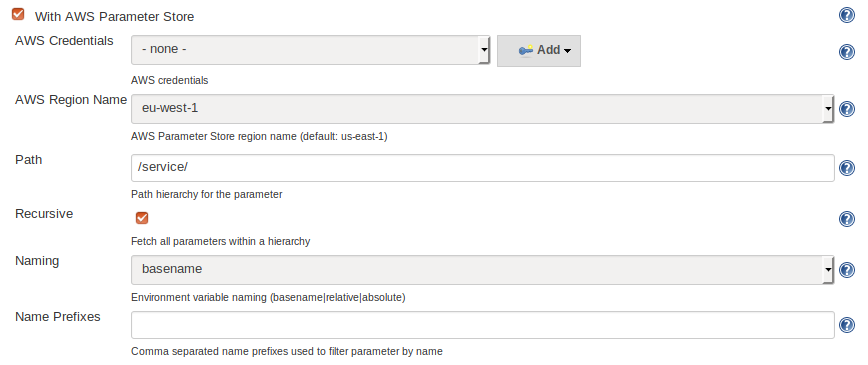 With AWS Parameter Store
AWS Credentials
- none -
Add
AWS credentials
AWS Region Name
eu-west-1
AWS Parameter Store region name (default: us-east-1)
Path
/service/
Path hierarchy for the parameter
Recursive
Fetch all parameters within a hierarchy
Naming
basename
Environment variable naming (basename|relative|absolute)
Name Prefixes
Comma separated name prefixes used to filter parameter by name